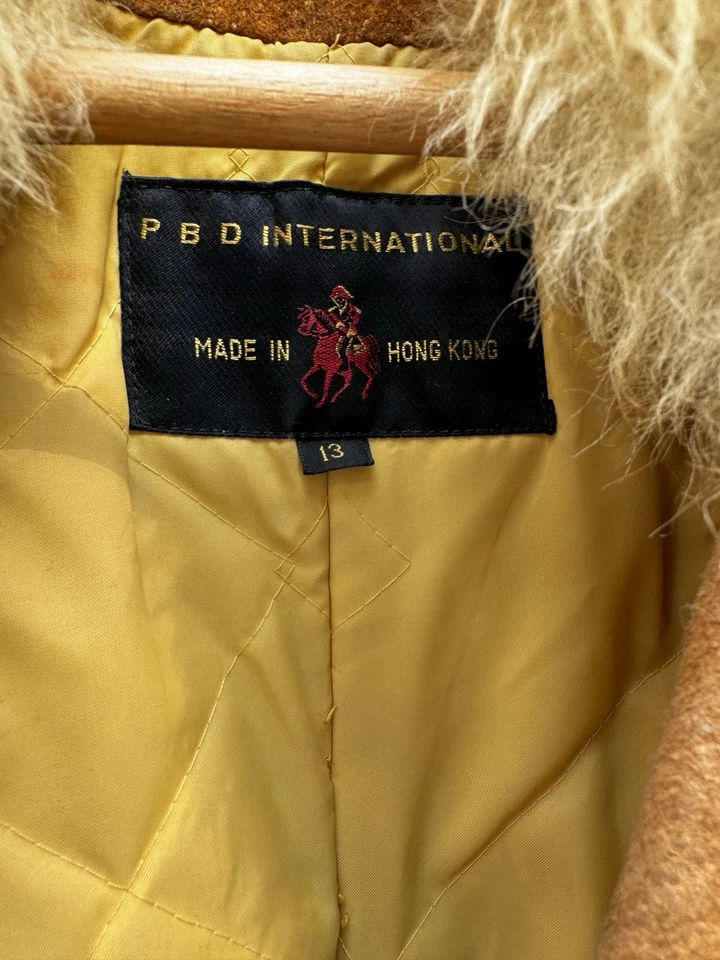 P B D INTERNATIONAL
MADE IN HONG KONG
13